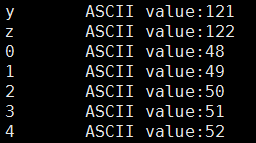 y ASCII value:121
z ASCII value:122
0 ASCII value:48
1 ASCII value:49
2 ASCII value:50
3 ASCII value:51
4 ASCII value:52